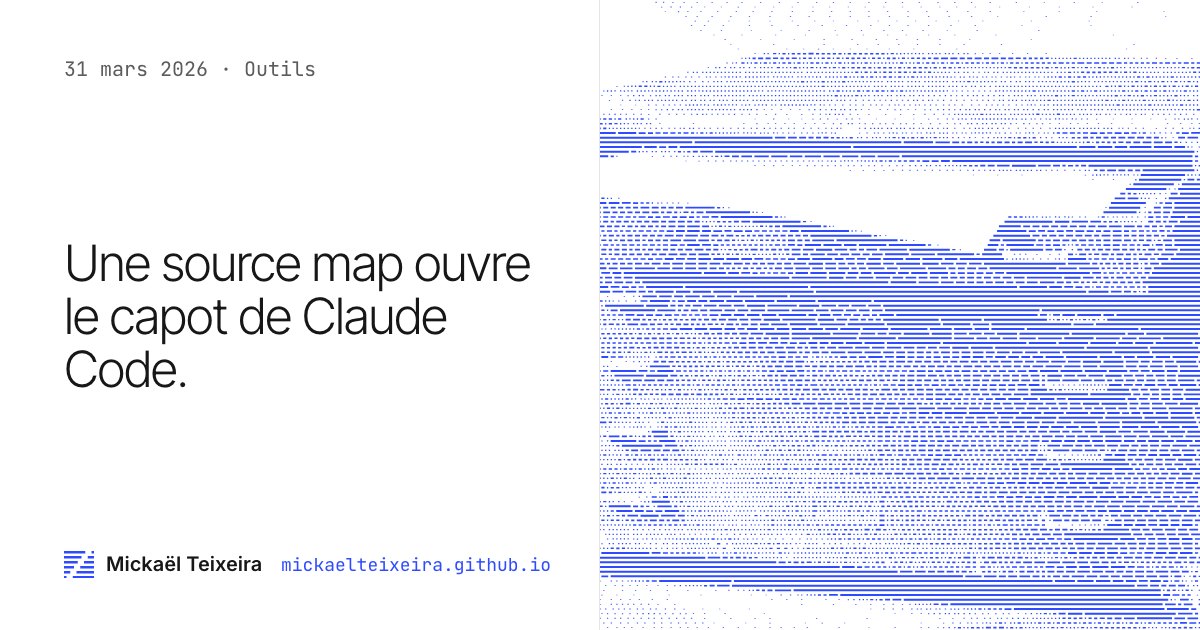 31 mars 2026 · Outils
Une source map ouvre
le capot de Claude
Code.
Mickaël Teixeira mickaelteixeira.github.io